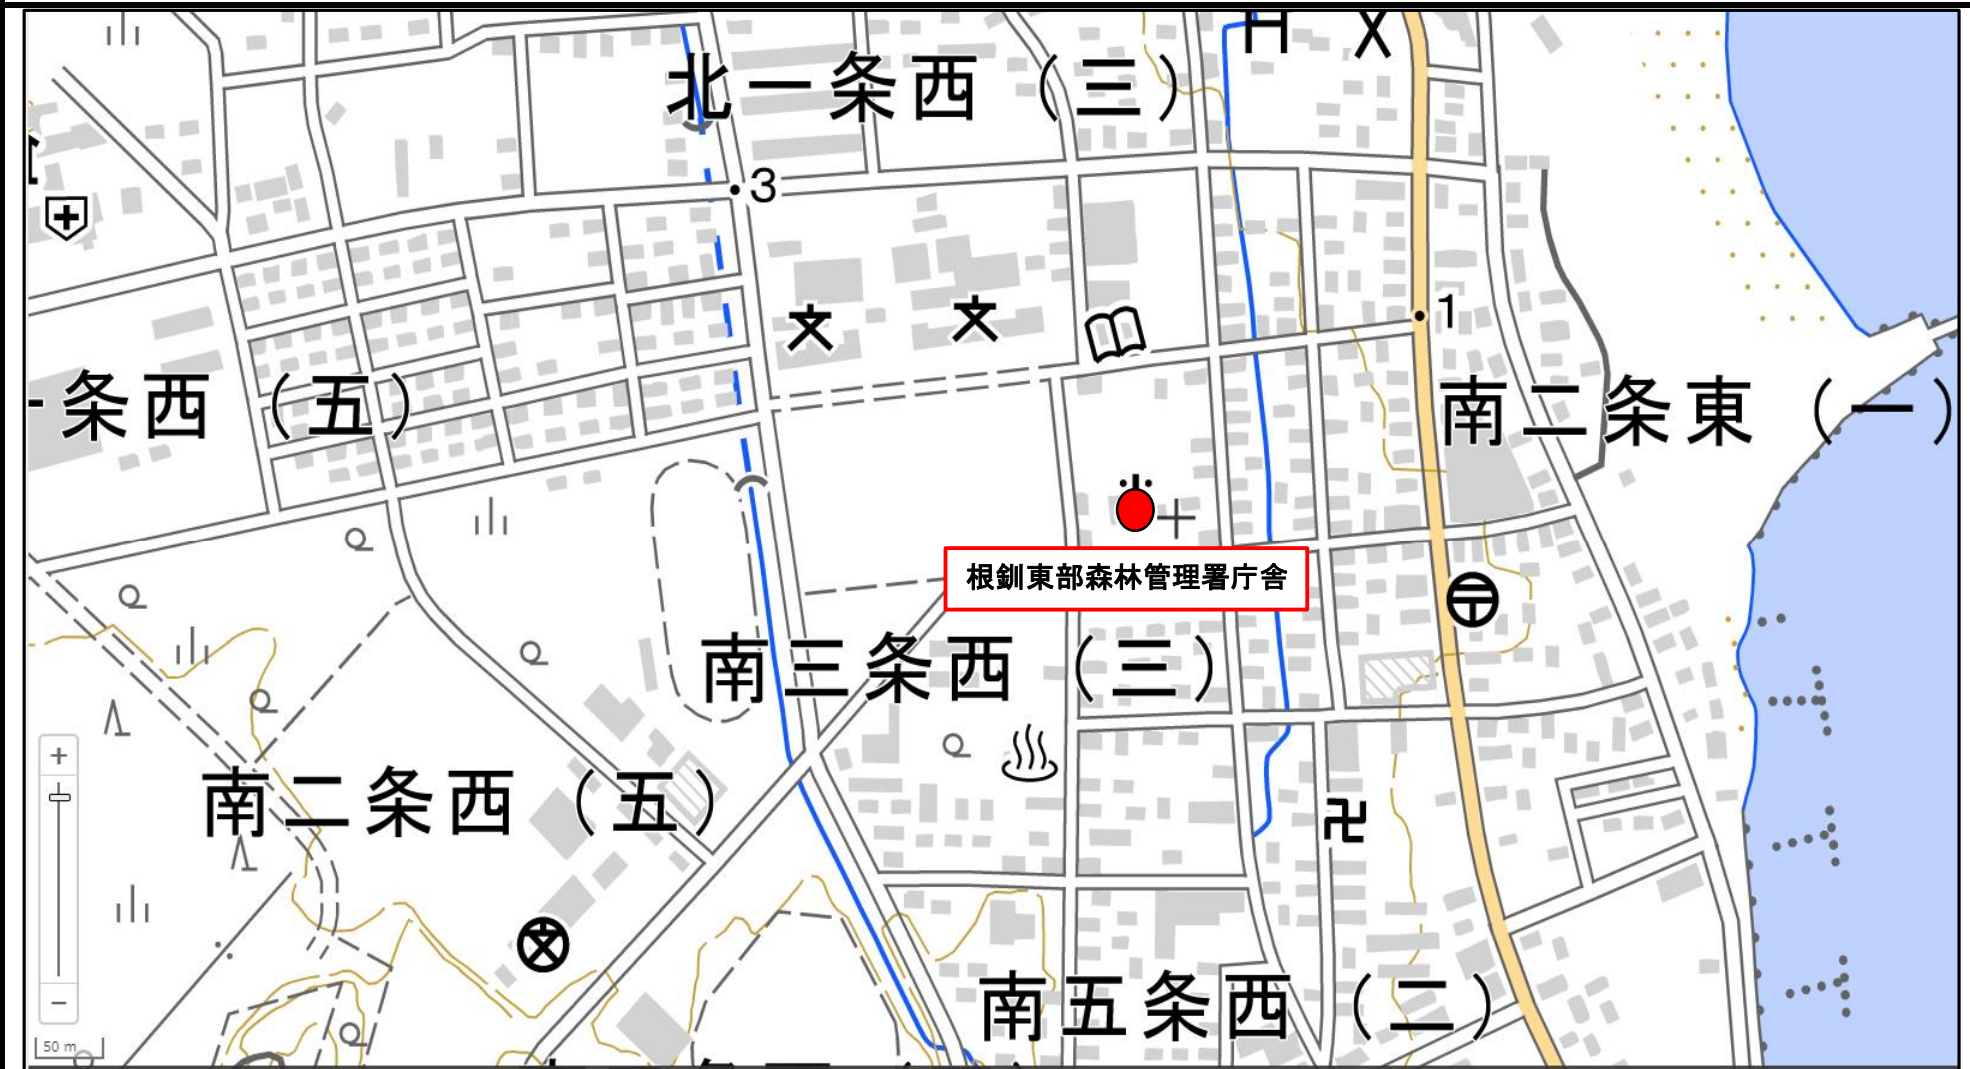 北一条西（三）
3
1
条西（五）
南二条東（一）
根釧東部森林管理署庁舎
南三条西（三）
南二条西（五）
南五条西（二）
+
−
50 m